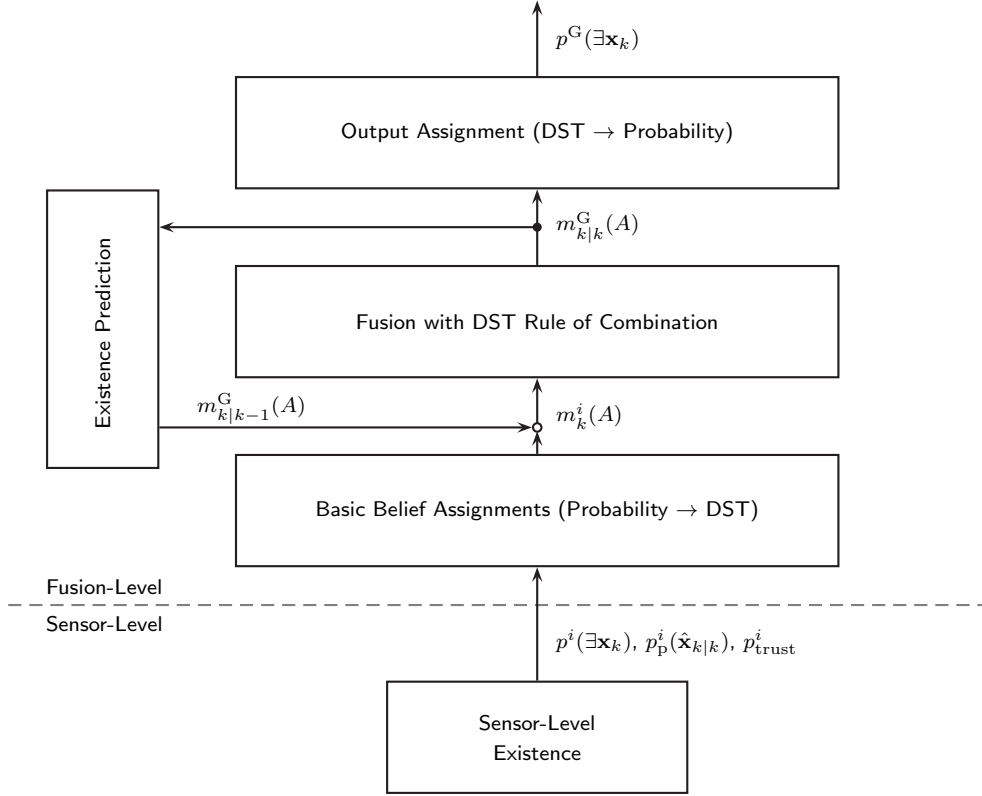 p^G(∃x_k)
Output Assignment (DST → Probability)
m^G_{k|k}(A)
Existence Prediction
Fusion with DST Rule of Combination
m^G_{k|k−1}(A)
m^i_k(A)
Basic Belief Assignments (Probability → DST)
Fusion-Level
Sensor-Level
p^i(∃x_k), p^i_p(x̂_{k|k}), p^i_trust
Sensor-Level
Existence